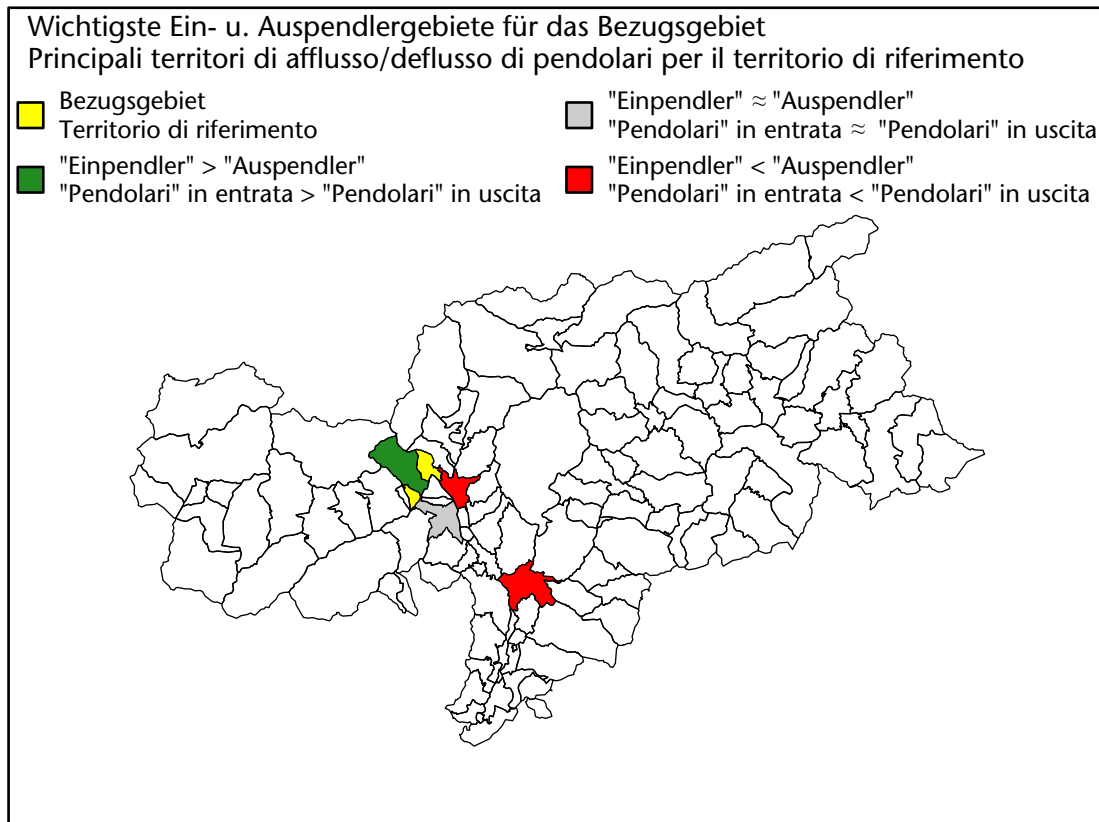 Wichtigste Ein- u. Auspendlergebiete für das Bezugsgebiet
Principali territori di afflusso/deflusso di pendolari per il territorio di riferimento
Bezugsgebiet
Territorio di riferimento
"Einpendler" > "Auspendler"
"Pendolari" in entrata > "Pendolari" in uscita
"Einpendler" ≈ "Auspendler"
"Pendolari" in entrata ≈ "Pendolari" in uscita
"Einpendler" < "Auspendler"
"Pendolari" in entrata < "Pendolari" in uscita